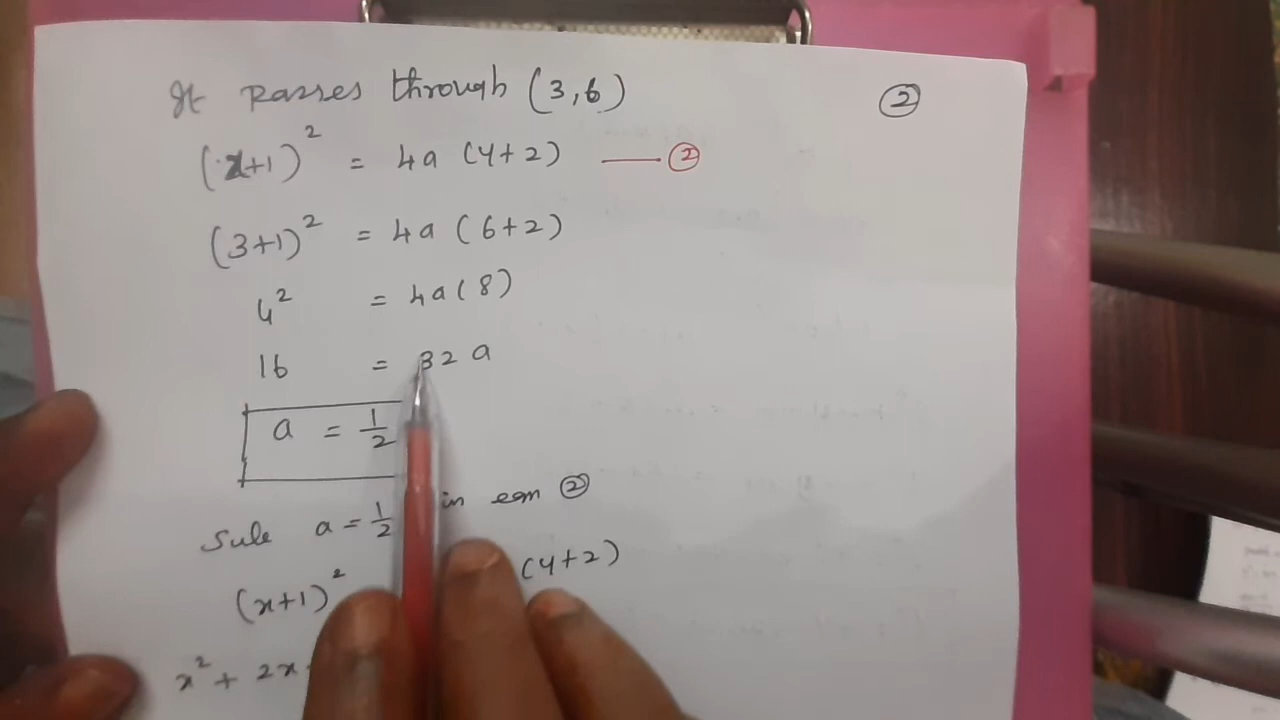 It passes through (3,6) ②
(x+1)² = 4a (y+2) —— ②
(3+1)² = 4a (6+2)
4² = 4a (8)
16 = 32 a
a = 1/2
Sub a = 1/2 in eqn ②
(x+1)² (y+2)
x² + 2x